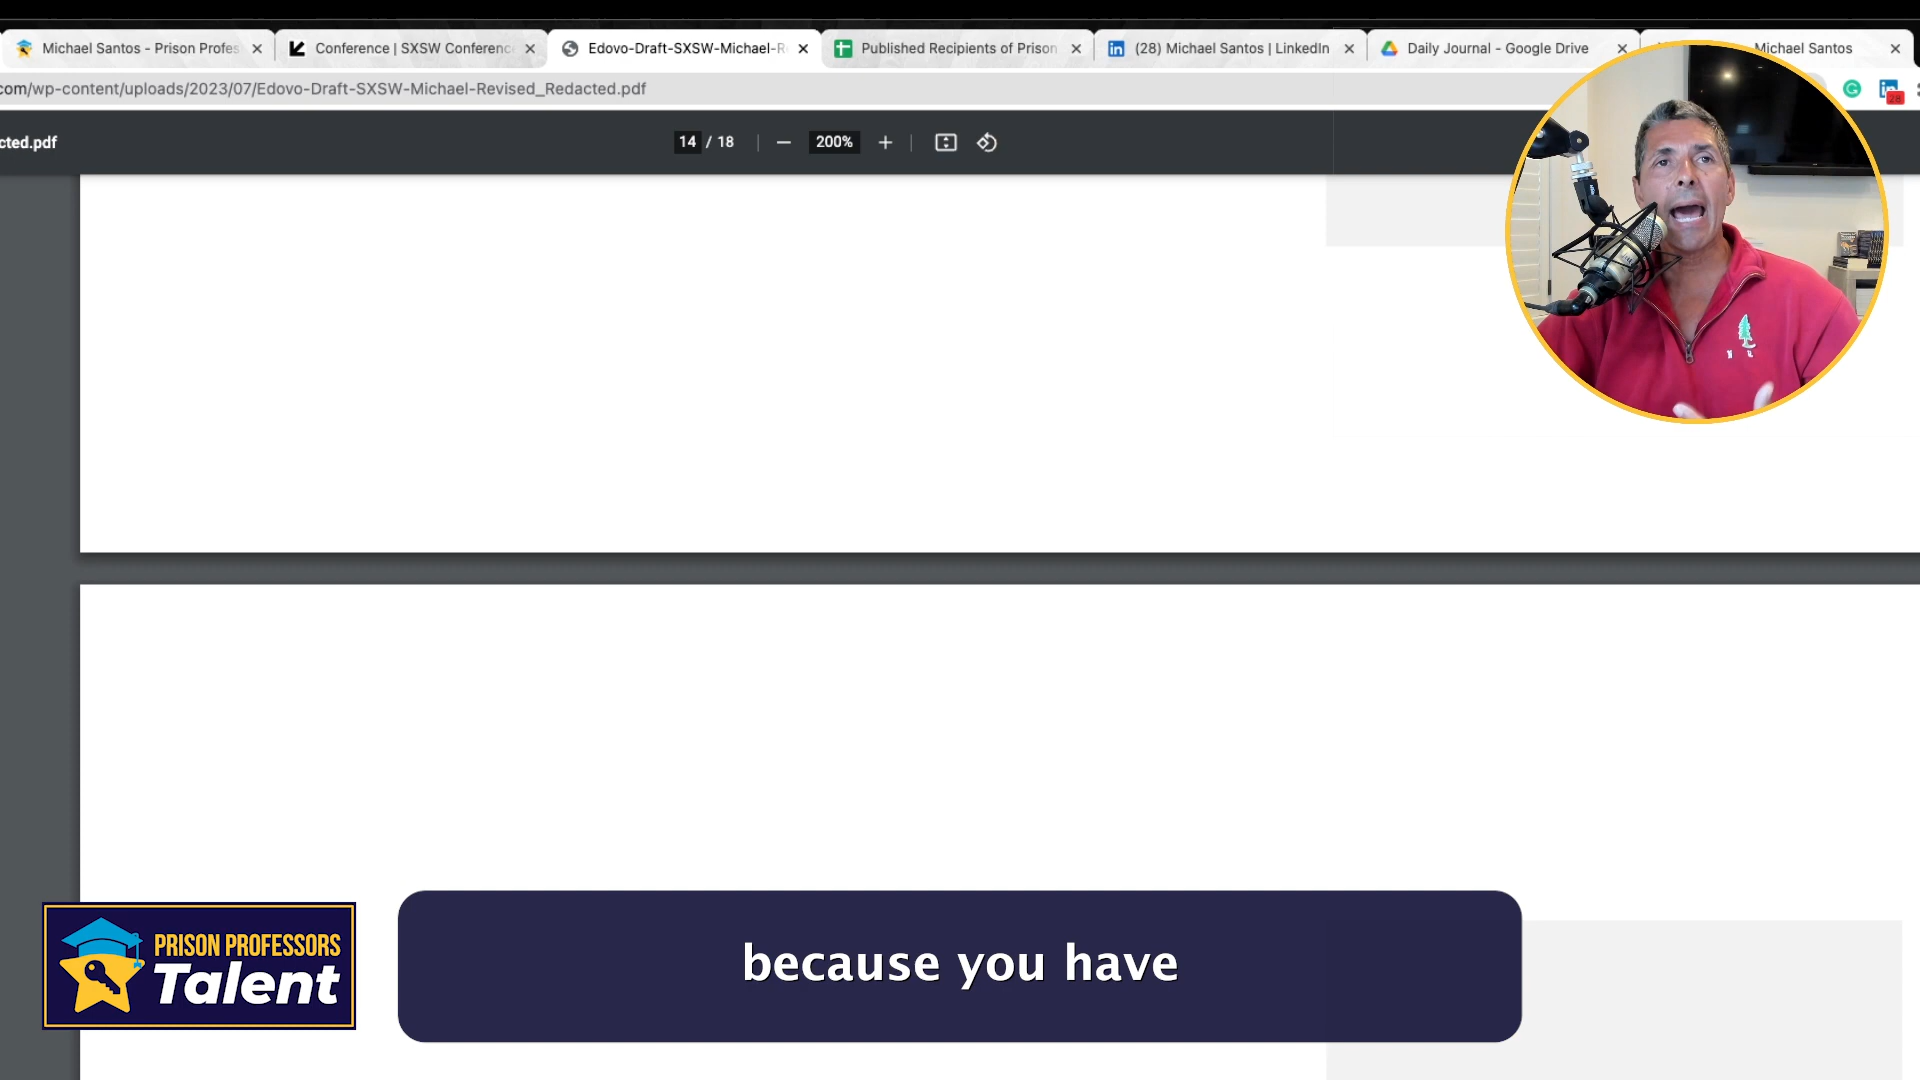 Michael Santos - Prison Profes
Conference | SXSW Conferenc
Edovo-Draft-SXSW-Michael-R
Published Recipients of Prison
(28) Michael Santos | LinkedIn
Daily Journal - Google Drive
Michael Santos
com/wp-content/uploads/2023/07/Edovo-Draft-SXSW-Michael-Revised_Redacted.pdf
28
cted.pdf
14 / 18
200%
PRISON PROFESSORS
Talent
because you have